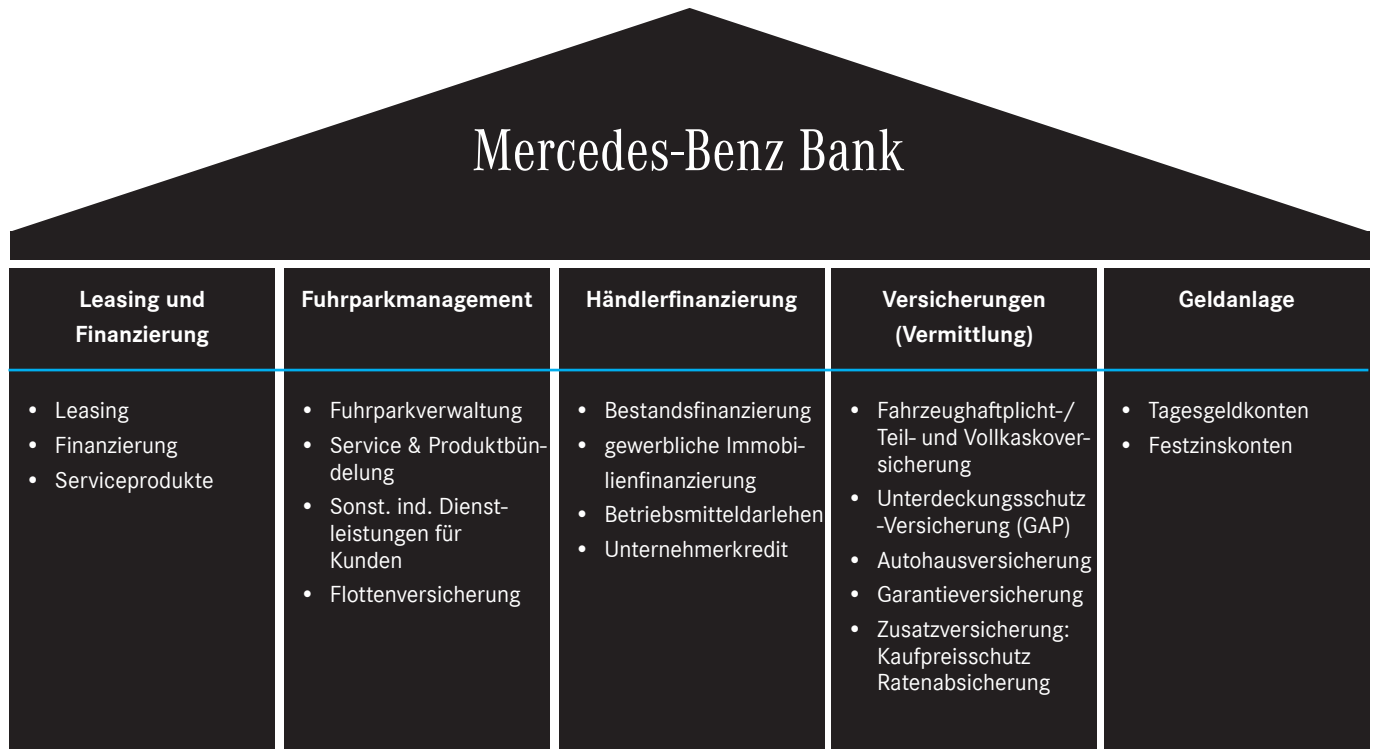 Mercedes-Benz Bank
Leasing und
Finanzierung
• Leasing
• Finanzierung
• Serviceprodukte
Fuhrparkmanagement
• Fuhrparkverwaltung
• Service & Produktbün-
delung
• Sonst. ind. Dienst-
leistungen für
Kunden
• Flottenversicherung
Händlerfinanzierung
• Bestandsfinanzierung
• gewerbliche Immobi-
lienfinanzierung
• Betriebsmitteldarlehen
• Unternehmerkredit
Versicherungen
(Vermittlung)
• Fahrzeughaftplicht-/
Teil- und Vollkaskover-
sicherung
• Unterdeckungsschutz
-Versicherung (GAP)
• Autohausversicherung
• Garantieversicherung
• Zusatzversicherung:
Kaufpreisschutz
Ratenabsicherung
Geldanlage
• Tagesgeldkonten
• Festzinskonten